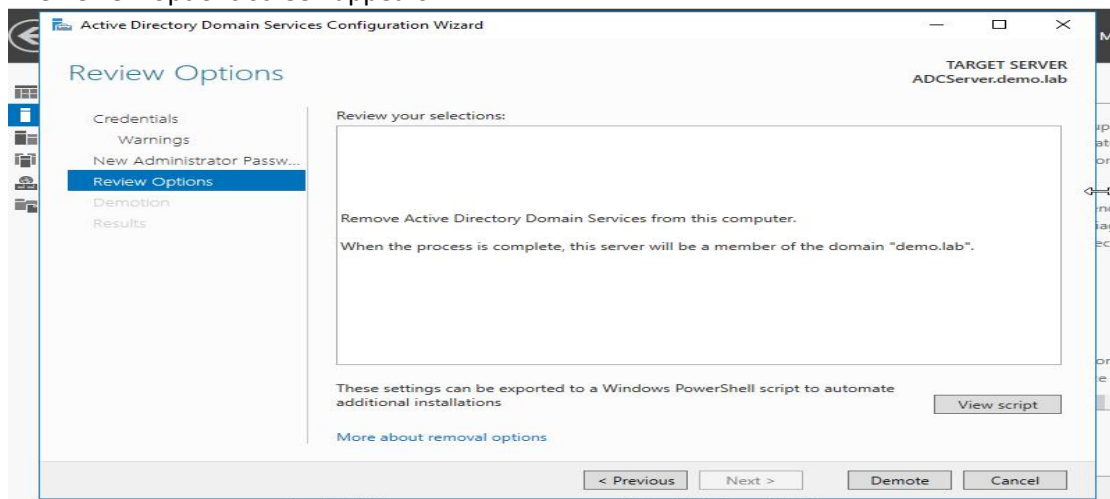 Active Directory Domain Services Configuration Wizard
Review Options
TARGET SERVER
ADCServer.demo.lab
Credentials
Warnings
New Administrator Passw...
Review Options
Demotion
Results
Review your selections:
Remove Active Directory Domain Services from this computer.
When the process is complete, this server will be a member of the domain "demo.lab".
These settings can be exported to a Windows PowerShell script to automate
additional installations
View script
More about removal options
< Previous
Next >
Demote
Cancel